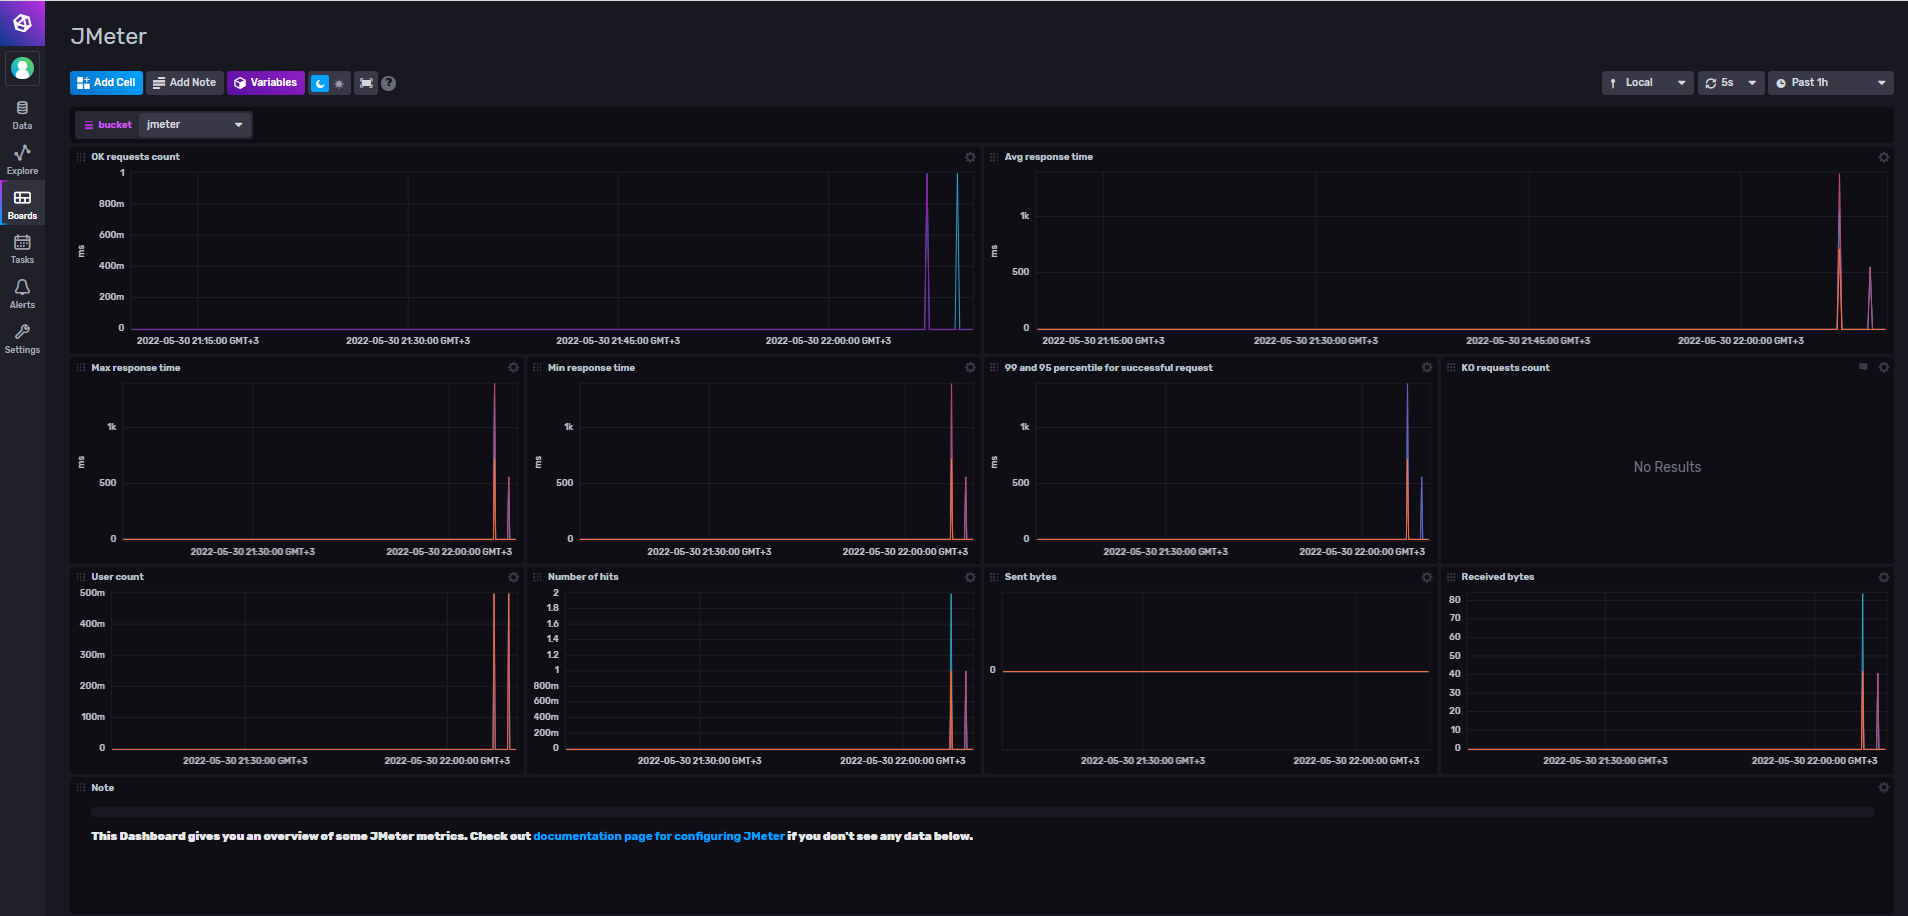 JMeter
Add Cell
Add Note
Variables
?
Local
5s
Past 1h
Data
Explore
Boards
Tasks
Alerts
Settings
bucket
jmeter
OK requests count
1
800m
600m
400m
200m
0
ms
2022-05-30 21:15:00 GMT+3
2022-05-30 21:30:00 GMT+3
2022-05-30 21:45:00 GMT+3
2022-05-30 22:00:00 GMT+3
Avg response time
1k
500
0
ms
2022-05-30 21:15:00 GMT+3
2022-05-30 21:30:00 GMT+3
2022-05-30 21:45:00 GMT+3
2022-05-30 22:00:00 GMT+3
Max response time
1k
500
0
ms
2022-05-30 21:30:00 GMT+3
2022-05-30 22:00:00 GMT+3
Min response time
1k
500
0
ms
2022-05-30 21:30:00 GMT+3
2022-05-30 22:00:00 GMT+3
99 and 95 percentile for successful request
1k
500
0
ms
2022-05-30 21:30:00 GMT+3
2022-05-30 22:00:00 GMT+3
KO requests count
No Results
User count
500m
400m
300m
200m
100m
0
2022-05-30 21:30:00 GMT+3
2022-05-30 22:00:00 GMT+3
Number of hits
2
1.8
1.6
1.4
1.2
1
800m
600m
400m
200m
0
2022-05-30 21:30:00 GMT+3
2022-05-30 22:00:00 GMT+3
Sent bytes
0
2022-05-30 21:30:00 GMT+3
2022-05-30 22:00:00 GMT+3
Received bytes
80
70
60
50
40
30
20
10
0
2022-05-30 21:30:00 GMT+3
2022-05-30 22:00:00 GMT+3
Note
This Dashboard gives you an overview of some JMeter metrics. Check out documentation page for configuring JMeter if you don't see any data below.